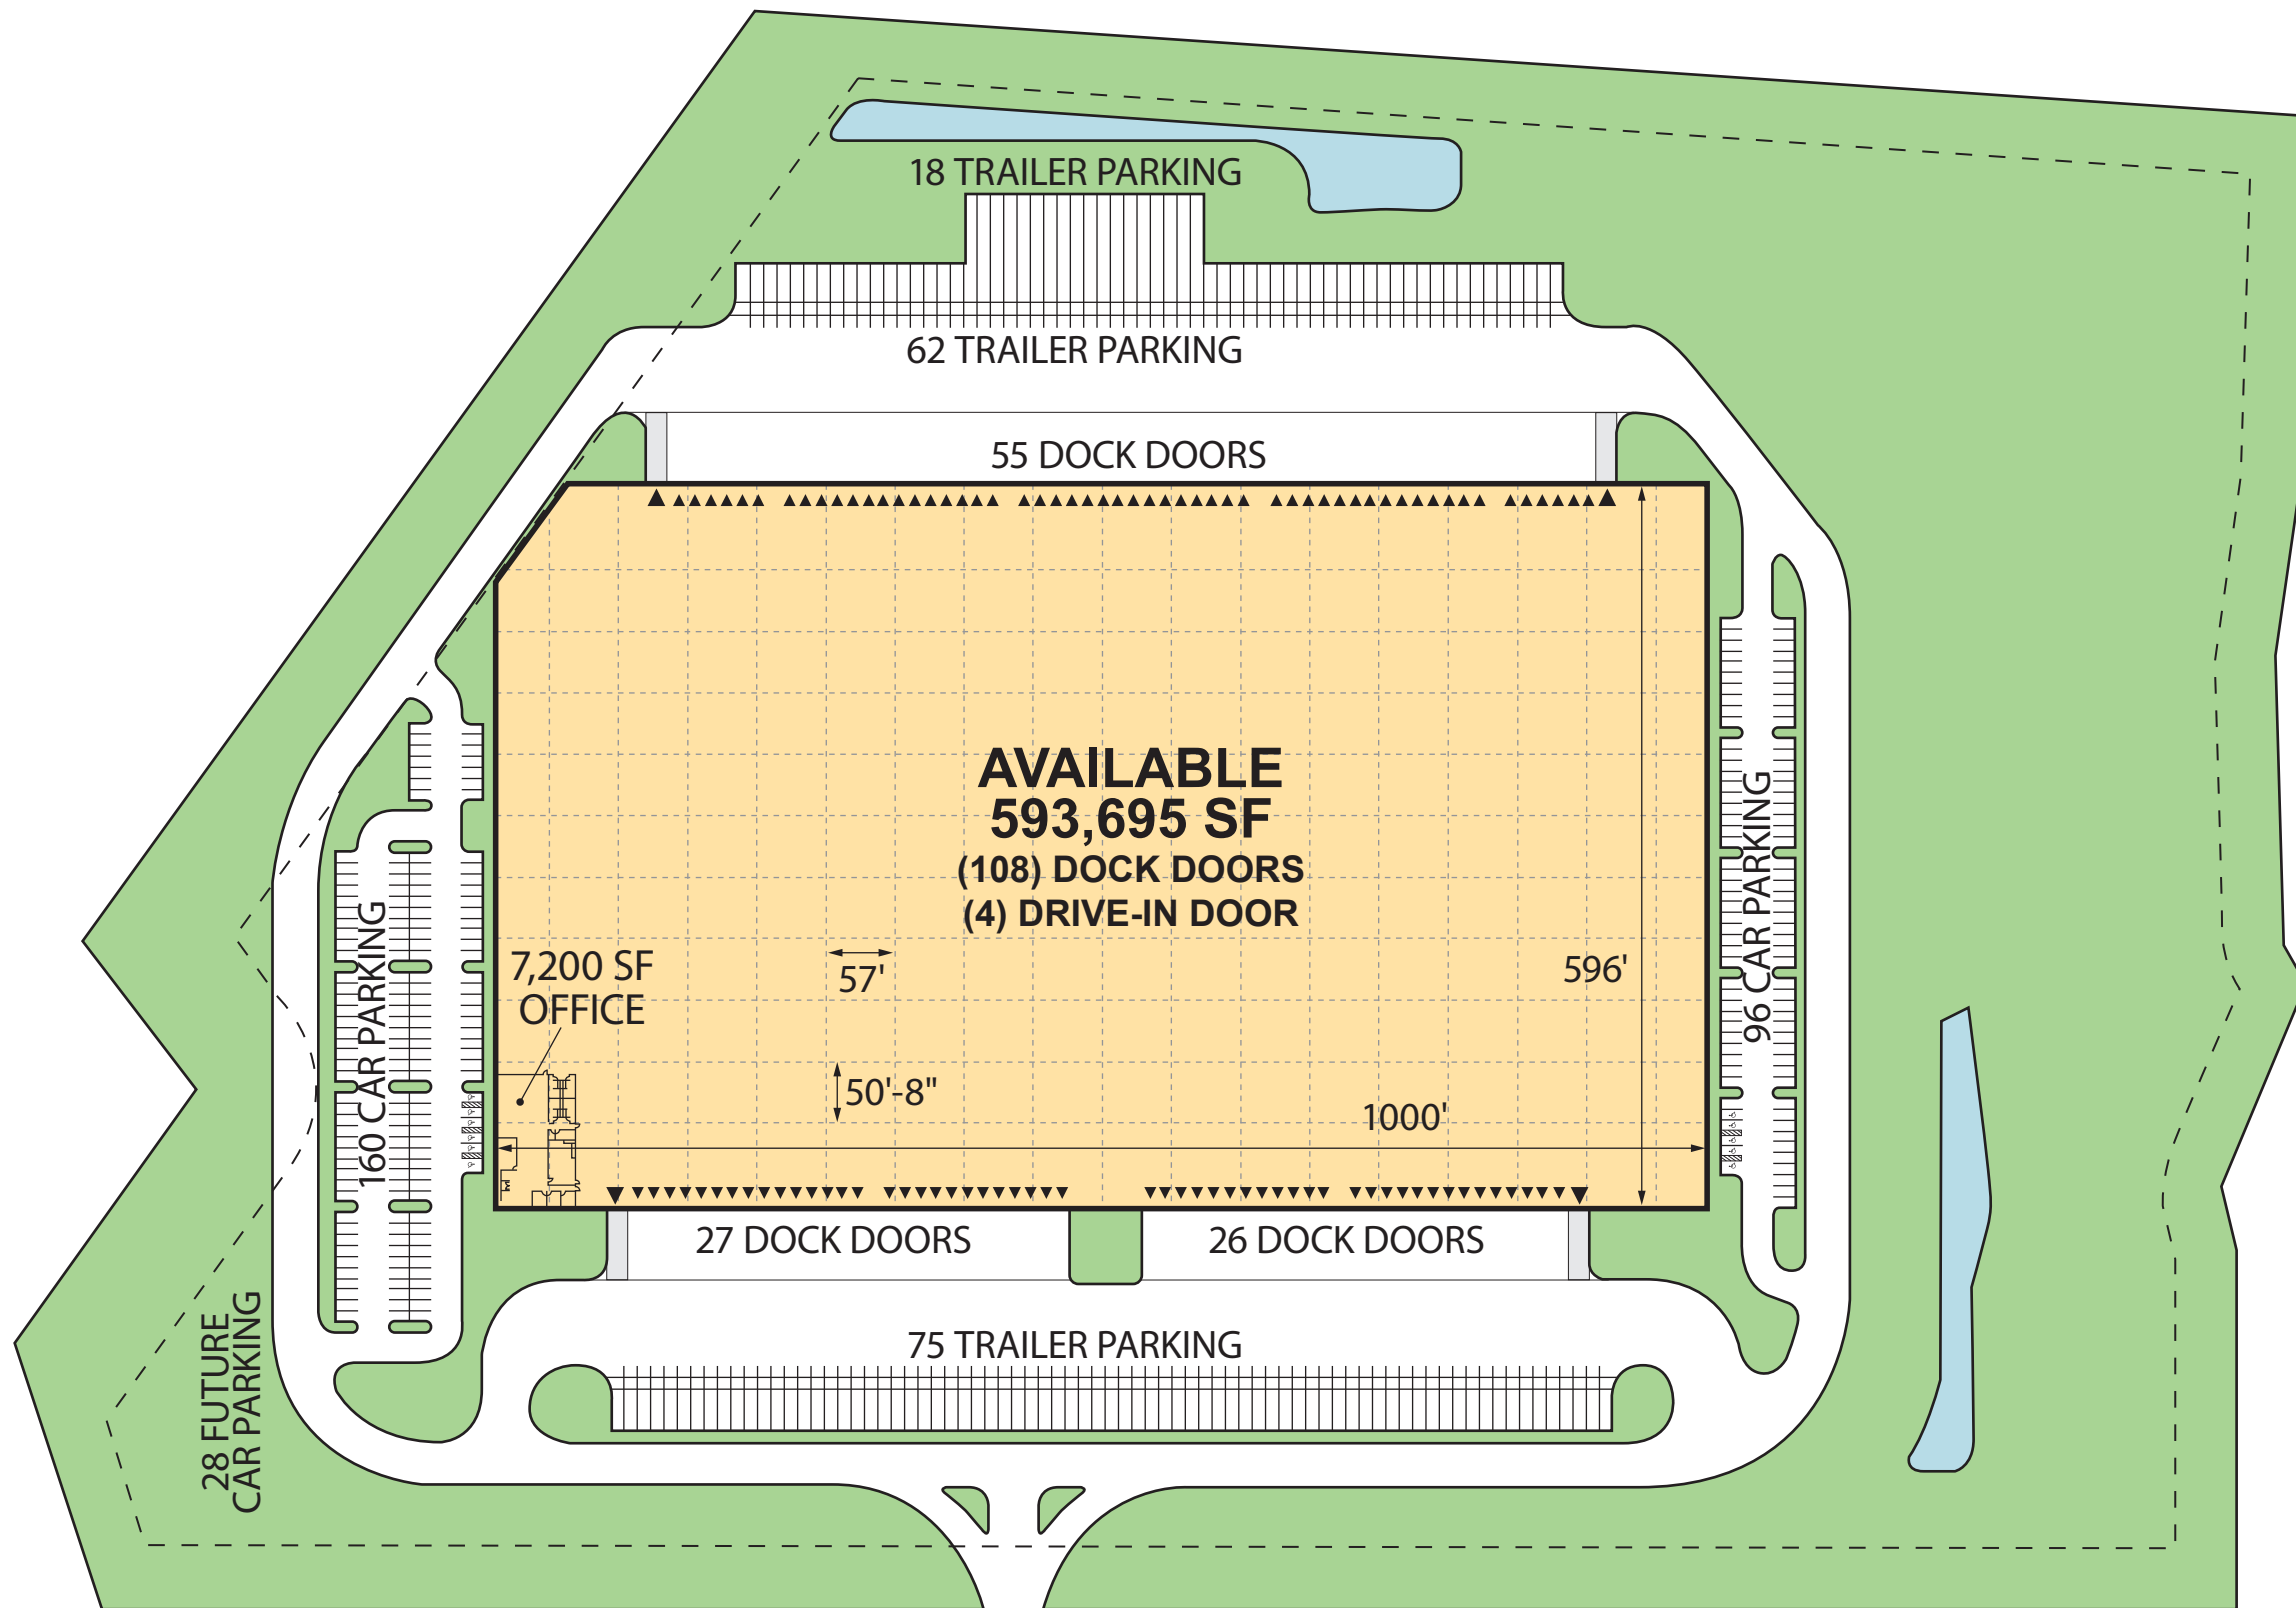 18 TRAILER PARKING
62 TRAILER PARKING
55 DOCK DOORS
AVAILABLE
593,695 SF
(108) DOCK DOORS
(4) DRIVE-IN DOOR
7,200 SF
OFFICE
57'
596'
50'-8"
1000'
160 CAR PARKING
96 CAR PARKING
27 DOCK DOORS
26 DOCK DOORS
75 TRAILER PARKING
28 FUTURE
CAR PARKING